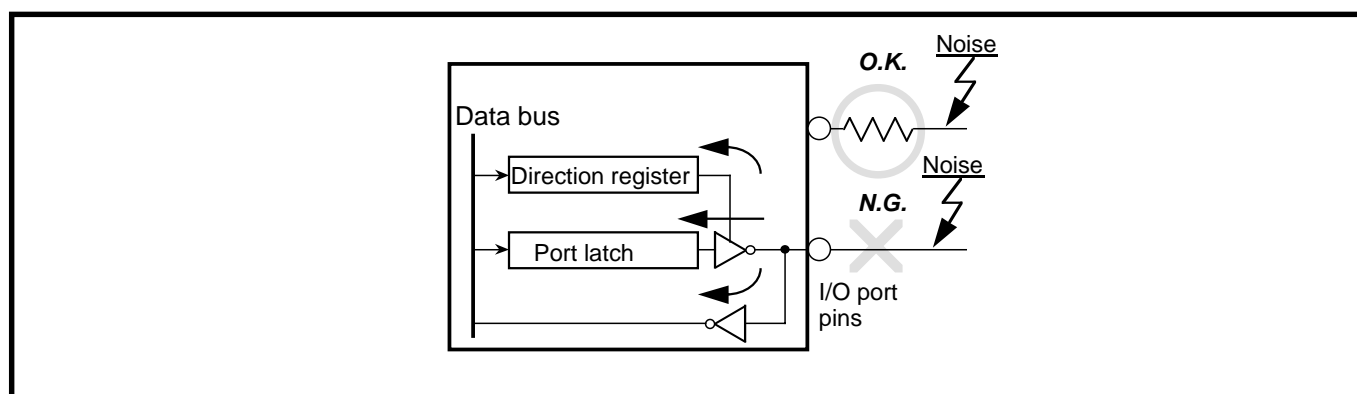 Noise
O.K.
Data bus
Noise
Direction register
N.G.
Port latch
I/O port
pins